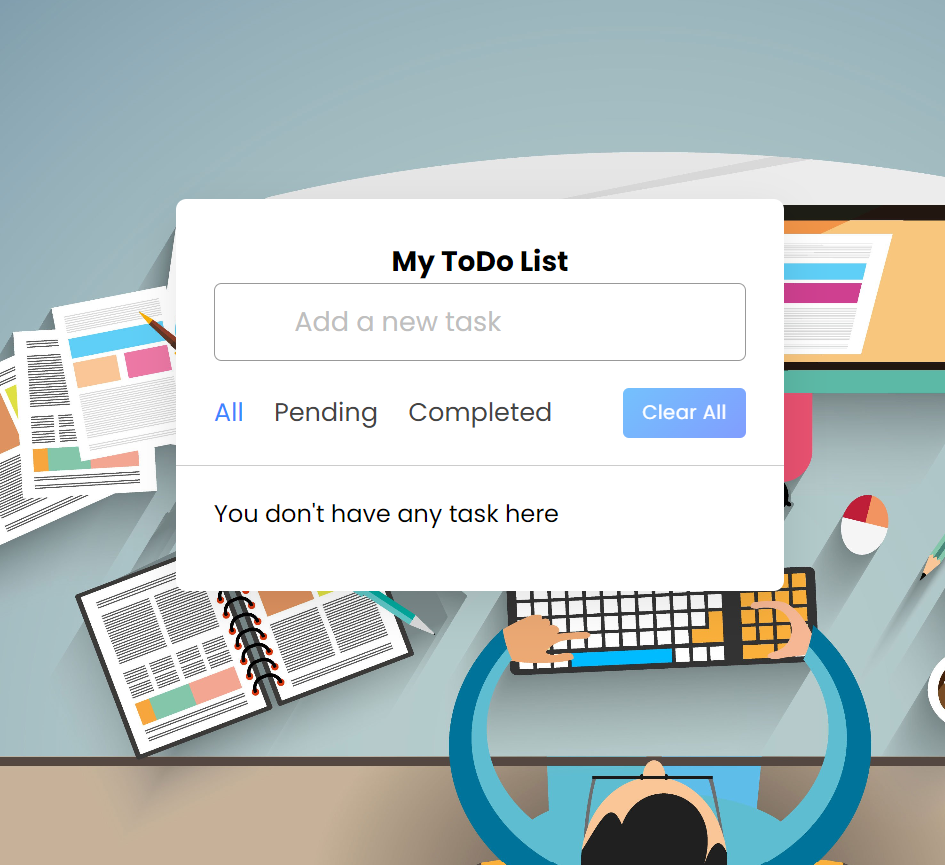 My ToDo List
Add a new task
All Pending Completed Clear All
You don't have any task here